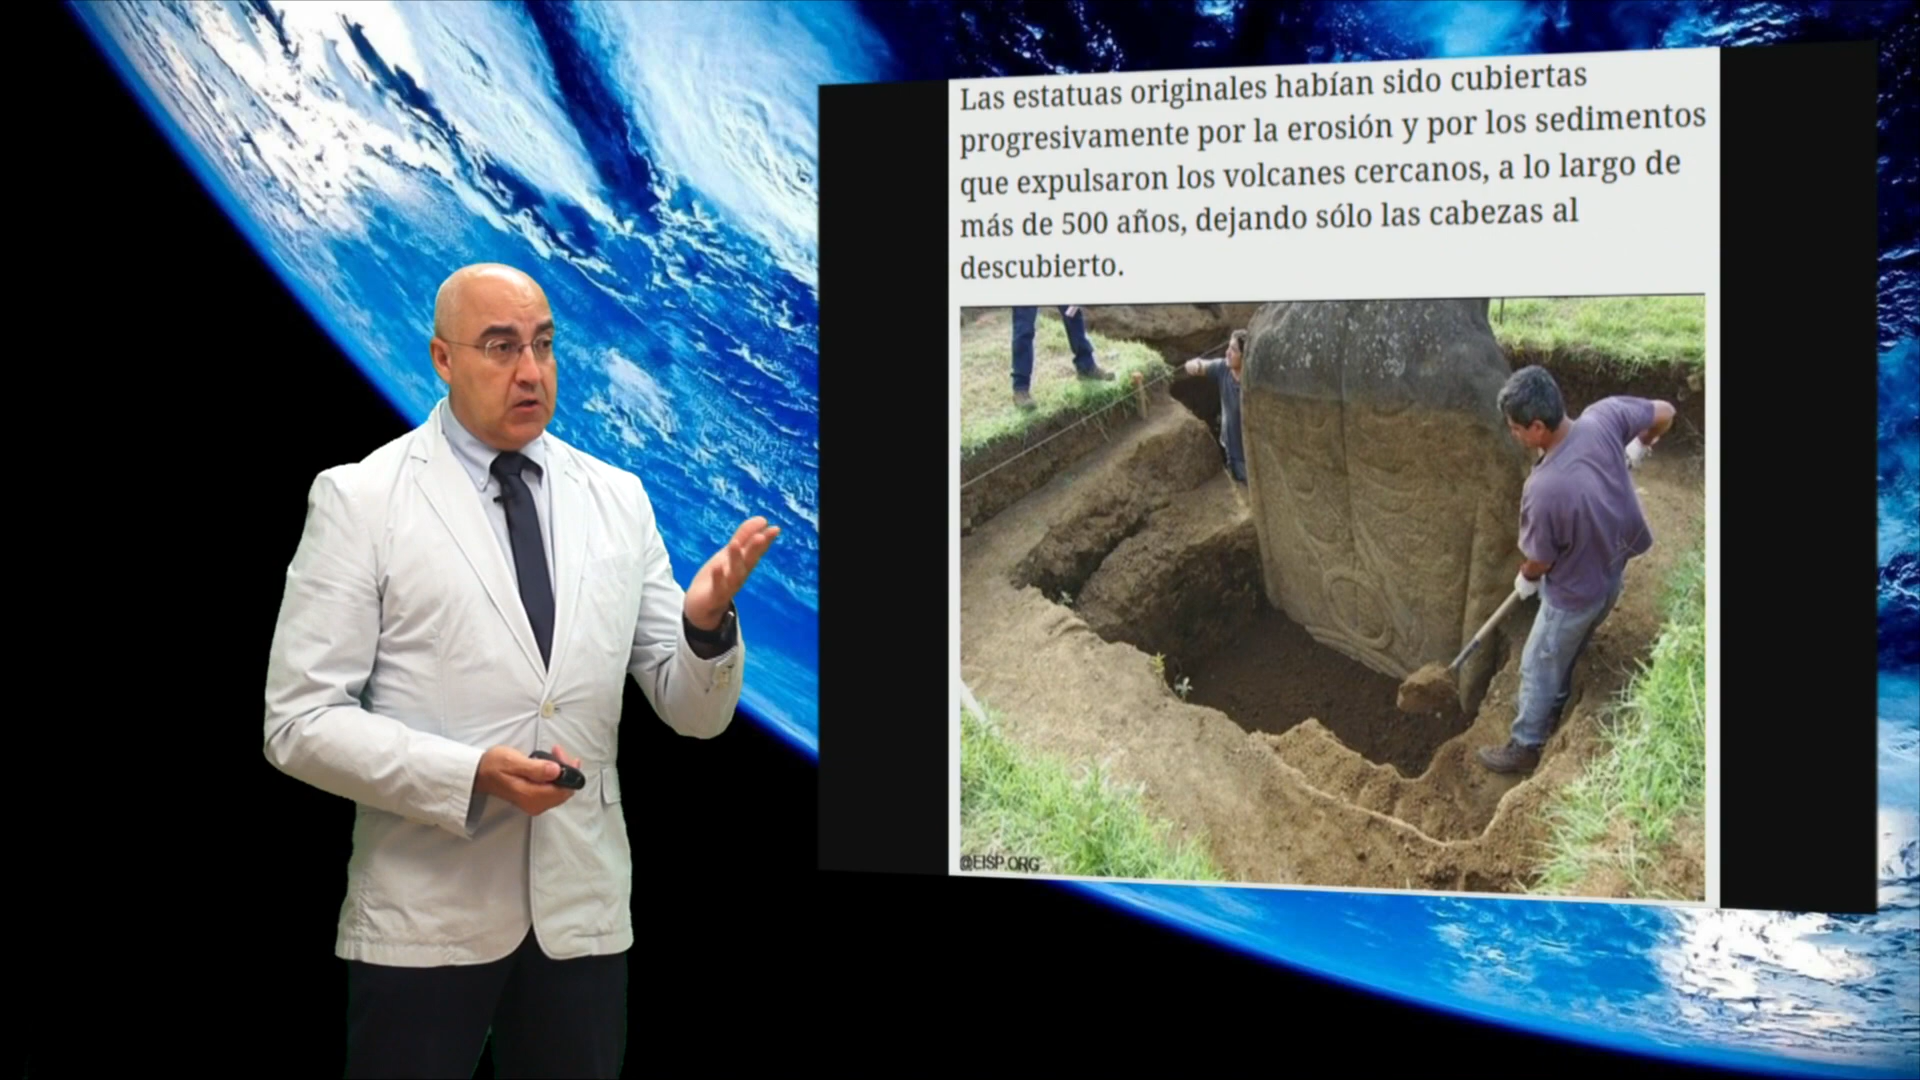 Las estatuas originales habían sido cubiertas
progresivamente por la erosión y por los sedimentos
que expulsaron los volcanes cercanos, a lo largo de
más de 500 años, dejando sólo las cabezas al
descubierto.
@EISP.ORG